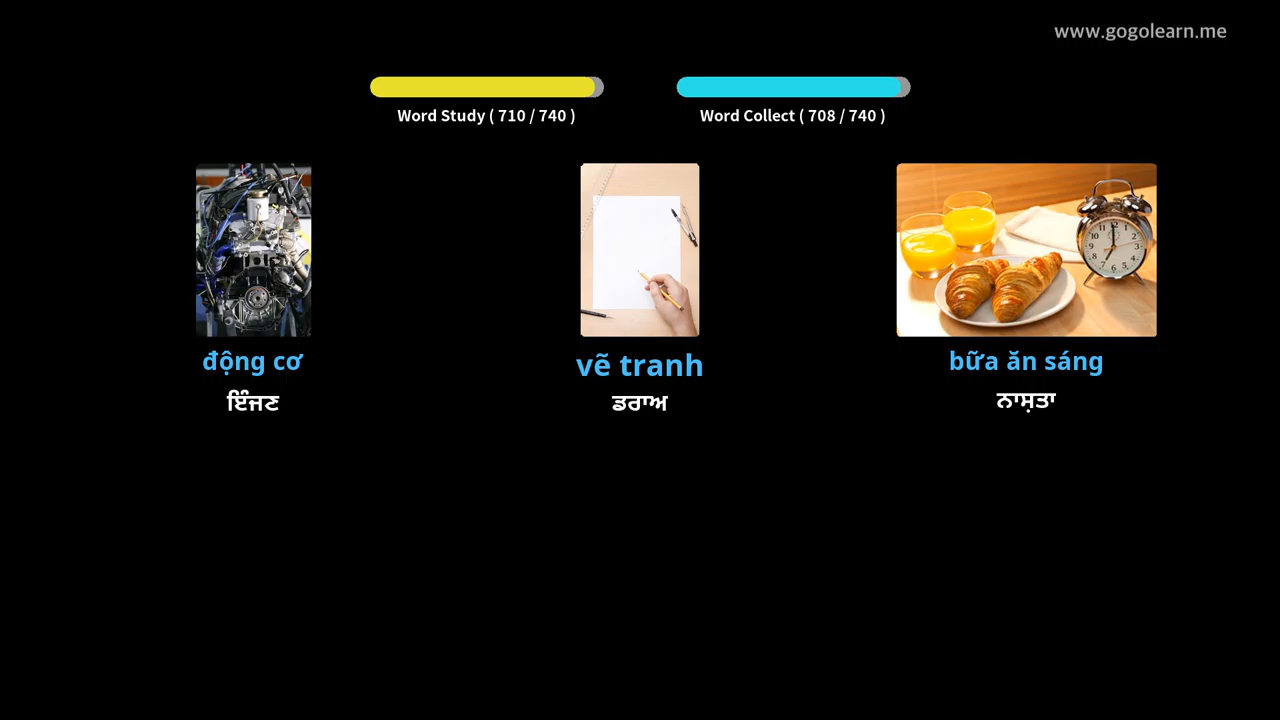 www.gogolearn.me
Word Study ( 710 / 740 )
Word Collect ( 708 / 740 )
động cơ
vẽ tranh
bữa ăn sáng
ਇੰਜਣ
ਡਰਾਅ
ਨਾਸ਼ਤਾ